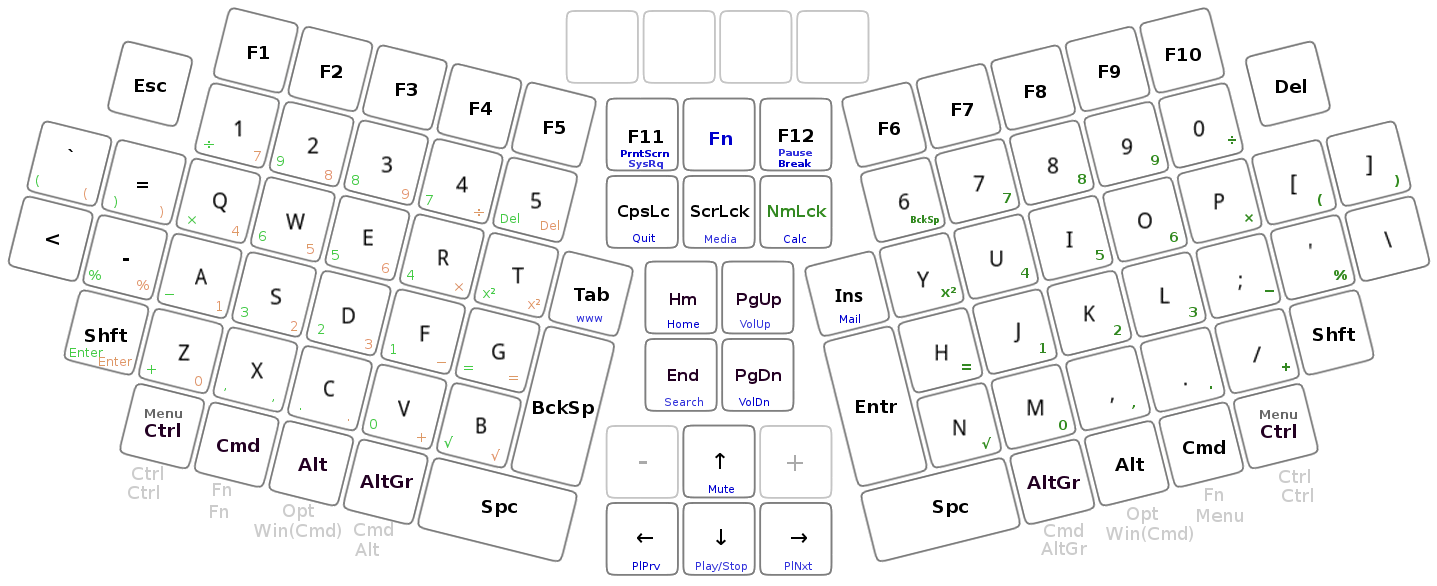 F1
F2
F3
F4
F5
Esc
1 ÷ 7
2 9 8
3 8 9
4 7 ÷
5 Del Del
` ( (
= ) )
Q × 4
W 6 5
E 5 6
R 4 ×
T x² x²
Tab
www
<
- % %
A − 1
S 3 2
D 2 3
F 1 −
G = =
BckSp
Shft
Enter Enter
Z + 0
X , ,
C . .
V 0 +
B √ √
Menu
Ctrl
Cmd
Alt
AltGr
Spc
Ctrl
Ctrl
Fn
Fn
Opt
Win(Cmd)
Cmd
Alt
F11
PrntScrn
SysRq
Fn
F12
Pause
Break
CpsLc
Quit
ScrLck
Media
NmLck
Calc
Hm
Home
PgUp
VolUp
End
Search
PgDn
VolDn
-
↑
Mute
+
←
PlPrv
↓
Play/Stop
→
PlNxt
F6
F7
F8
F9
F10
Del
6 BckSp
7 7
8 8
9 9
0 ÷
Ins
Mail
Y x²
U 4
I 5
O 6
P ×
[ (
] )
Entr
H =
J 1
K 2
L 3
; −
' %
\
N √
M 0
, ,
. .
/ +
Shft
Spc
AltGr
Alt
Cmd
Menu
Ctrl
Cmd
AltGr
Opt
Win(Cmd)
Fn
Menu
Ctrl
Ctrl